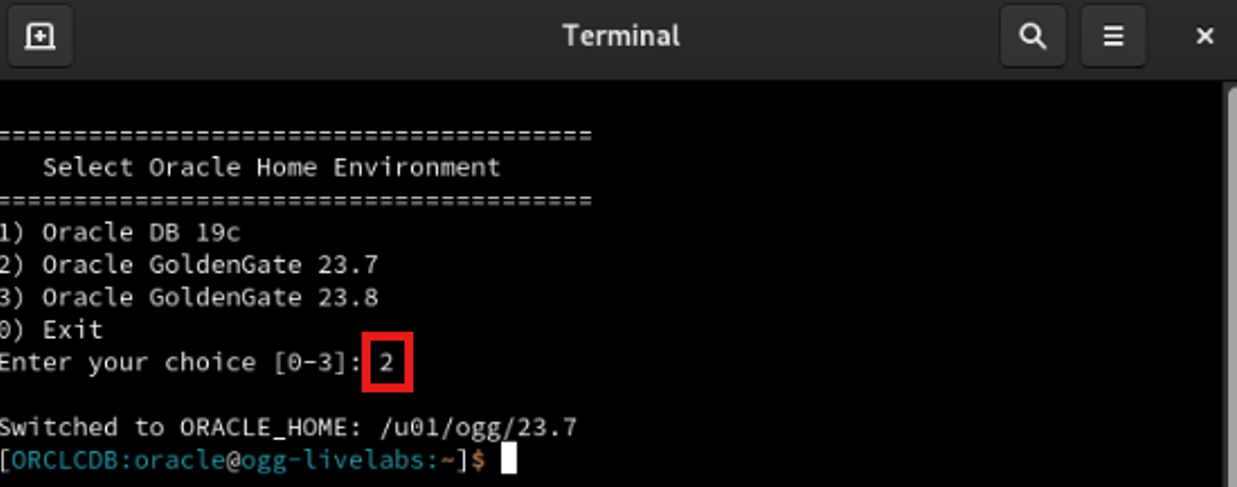 Terminal
=======================================
Select Oracle Home Environment
=======================================
1) Oracle DB 19c
2) Oracle GoldenGate 23.7
3) Oracle GoldenGate 23.8
0) Exit
Enter your choice [0-3]: 2
Switched to ORACLE_HOME: /u01/ogg/23.7
[ORCLCDB:oracle@ogg-livelabs:~]$